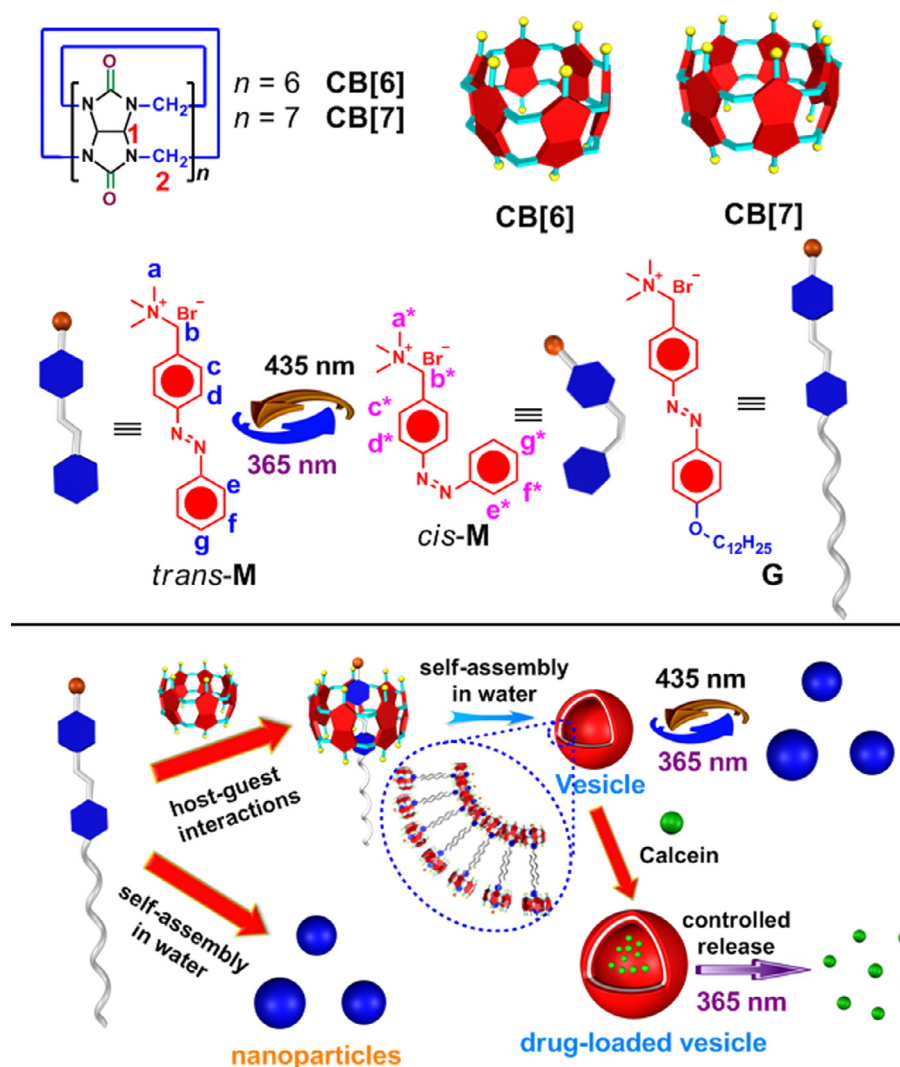 O
N N—CH₂
N N—CH₂
1
2
O
n
n = 6 CB[6]
n = 7 CB[7]
CB[6]
CB[7]
a
N⁺
Br⁻
b
c
d
N
N
e
f
g
trans-M
435 nm
365 nm
a*
N⁺
Br⁻
b*
c*
d*
N
N
g*
f*
e*
cis-M
N⁺
Br⁻
N
N
O
C₁₂H₂₅
G
host-guest
interactions
self-assembly
in water
Vesicle
435 nm
365 nm
Calcein
self-assembly
in water
nanoparticles
controlled
release
365 nm
drug-loaded vesicle